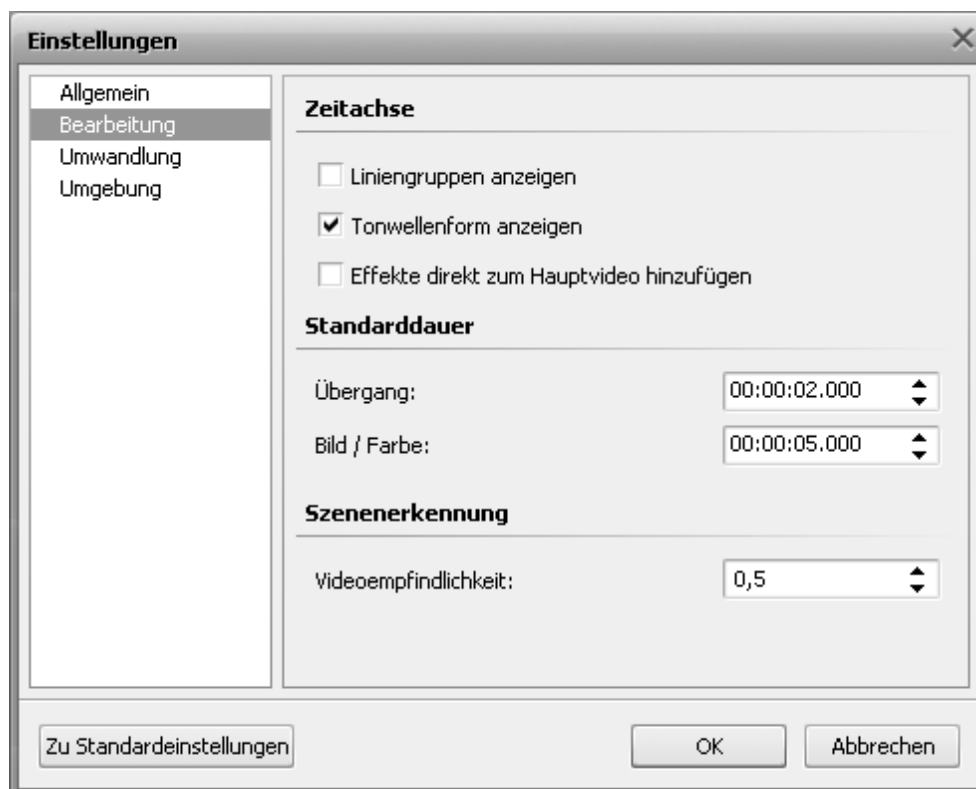 Einstellungen
Allgemein
Bearbeitung
Umwandlung
Umgebung
Zeitachse
Liniengruppen anzeigen
Tonwellenform anzeigen
Effekte direkt zum Hauptvideo hinzufügen
Standarddauer
Übergang: 00:00:02.000
Bild / Farbe: 00:00:05.000
Szenenerkennung
Videoempfindlichkeit: 0,5
Zu Standardeinstellungen OK Abbrechen